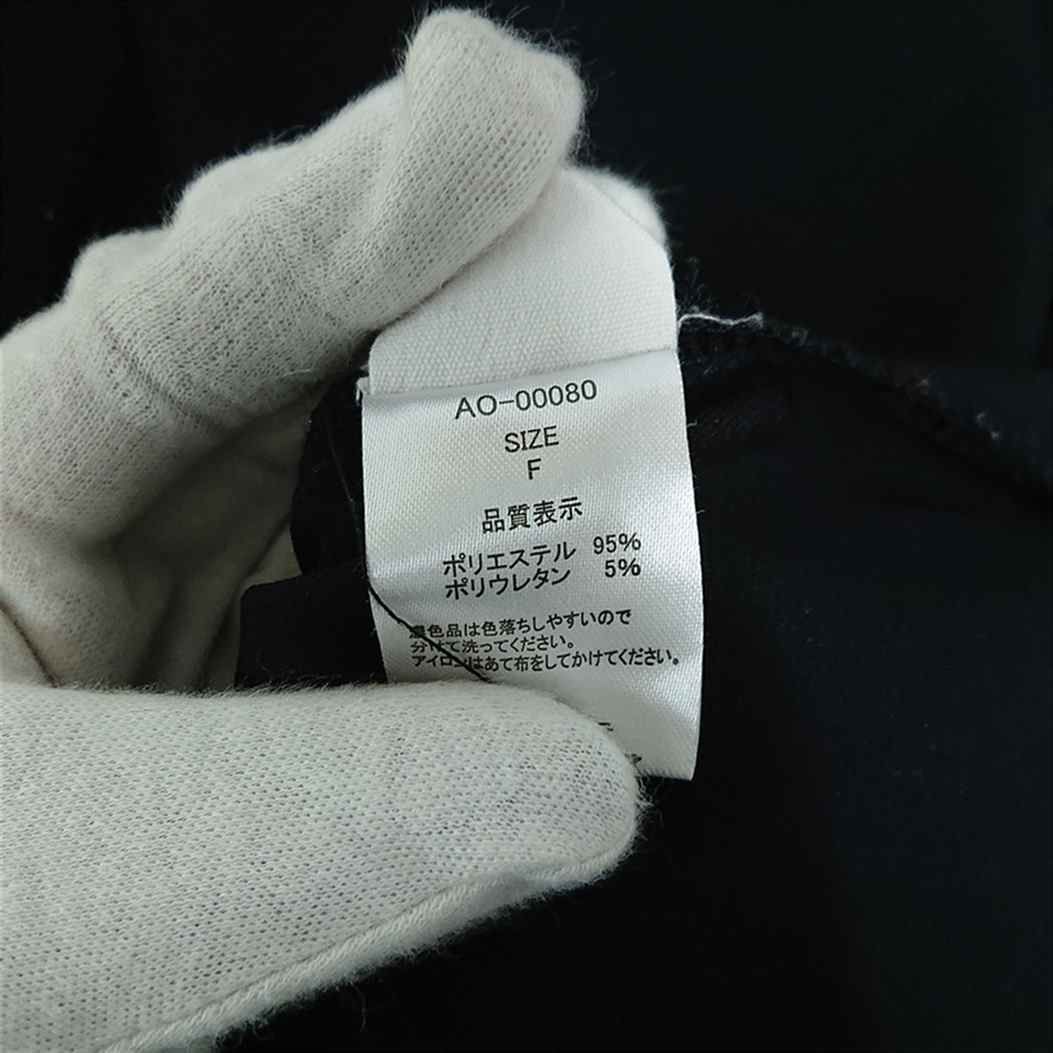 AO-00080
SIZE
F
品質表示
ポリエステル 95%
ポリウレタン 5%
濃色品は色落ちしやすいので
分けて洗ってください。
アイロンはあて布をしてかけてください。